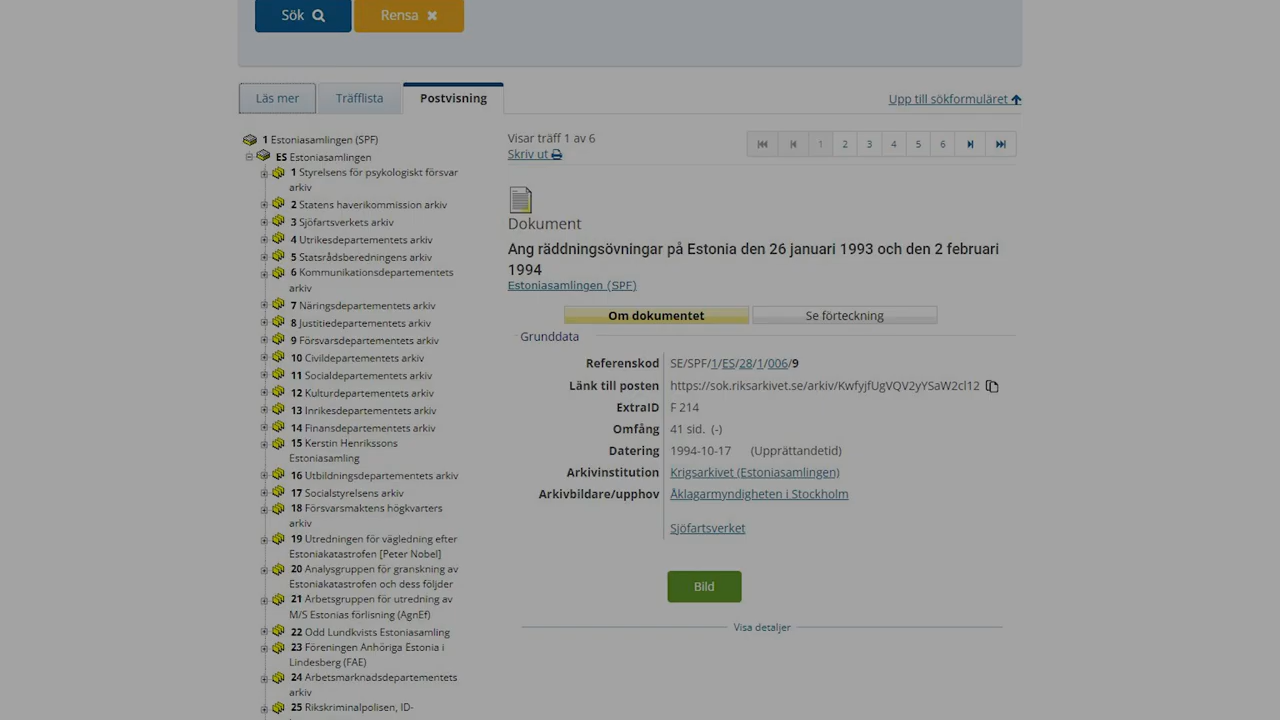 Sök
Rensa
Läs mer
Träfflista
Postvisning
Upp till sökformuläret
1 Estoniasamlingen (SPF)
ES Estoniasamlingen
1 Styrelsens för psykologiskt försvar
arkiv
2 Statens haverikommission arkiv
3 Sjöfartsverkets arkiv
4 Utrikesdepartementets arkiv
5 Statsrådsberedningens arkiv
6 Kommunikationsdepartementets
arkiv
7 Näringsdepartementets arkiv
8 Justitiedepartementets arkiv
9 Försvarsdepartementets arkiv
10 Civildepartementets arkiv
11 Socialdepartementets arkiv
12 Kulturdepartementets arkiv
13 Inrikesdepartementets arkiv
14 Finansdepartementets arkiv
15 Kerstin Henrikssons
Estoniasamling
16 Utbildningsdepartementets arkiv
17 Socialstyrelsens arkiv
18 Försvarsmaktens högkvarters
arkiv
19 Utredningen för vägledning efter
Estoniakatastrofen [Peter Nobel]
20 Analysgruppen för granskning av
Estoniakatastrofen och dess följder
21 Arbetsgruppen för utredning av
M/S Estonias förlisning (AgnEf)
22 Odd Lundkvists Estoniasamling
23 Föreningen Anhöriga Estonia i
Lindesberg (FAE)
24 Arbetsmarknadsdepartementets
arkiv
25 Rikskriminalpolisen, ID-
Visar träff 1 av 6
Skriv ut
1 2 3 4 5 6
Dokument
Ang räddningsövningar på Estonia den 26 januari 1993 och den 2 februari
1994
Estoniasamlingen (SPF)
Om dokumentet
Se förteckning
Grunddata
Referenskod SE/SPF/1/ES/28/1/006/9
Länk till posten https://sok.riksarkivet.se/arkiv/KwfyjfUgVQV2yYSaW2cl12
ExtraID F 214
Omfång 41 sid. (-)
Datering 1994-10-17 (Upprättandetid)
Arkivinstitution Krigsarkivet (Estoniasamlingen)
Arkivbildare/upphov Åklagarmyndigheten i Stockholm
Sjöfartsverket
Bild
Visa detaljer